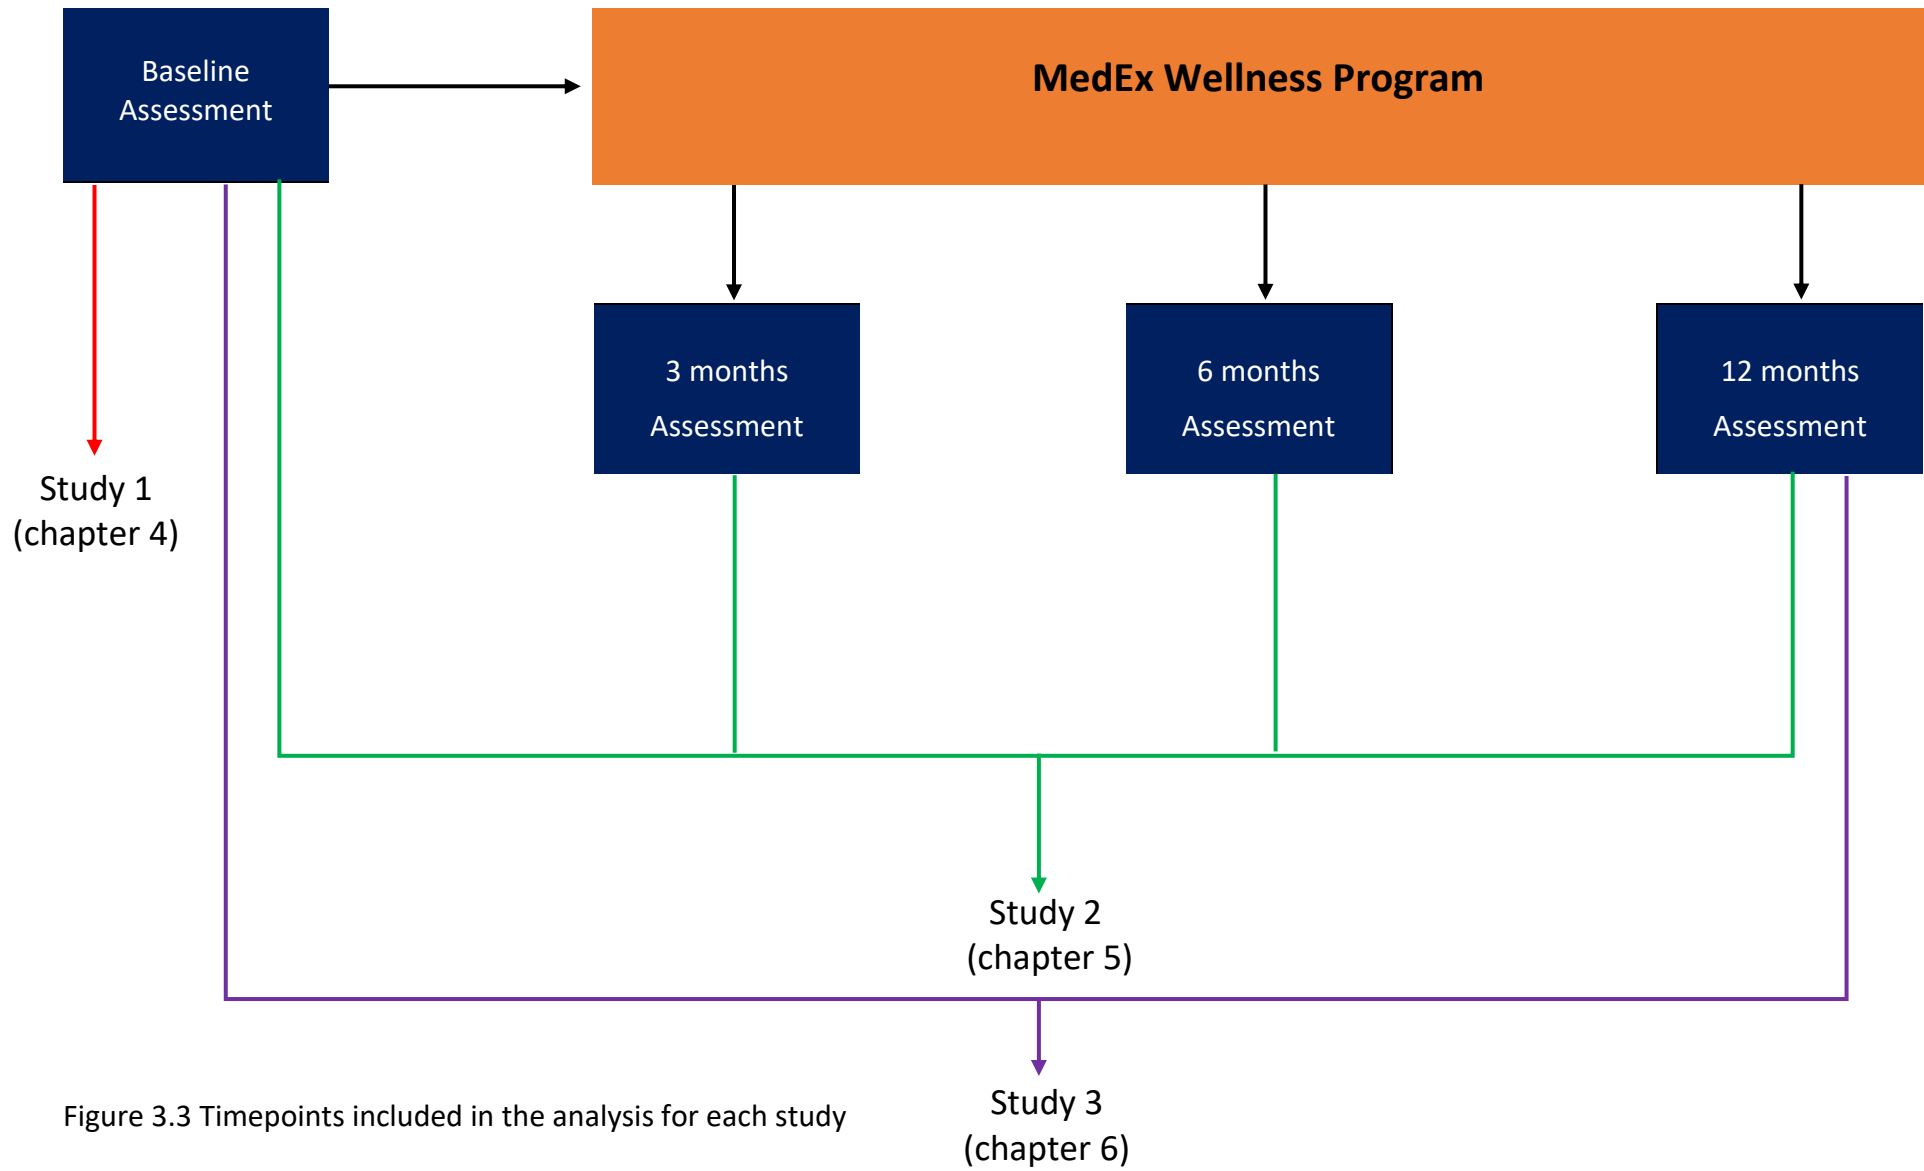 Baseline
Assessment
MedEx Wellness Program
3 months
Assessment
6 months
Assessment
12 months
Assessment
Study 1
(chapter 4)
Study 2
(chapter 5)
Study 3
(chapter 6)
Figure 3.3 Timepoints included in the analysis for each study